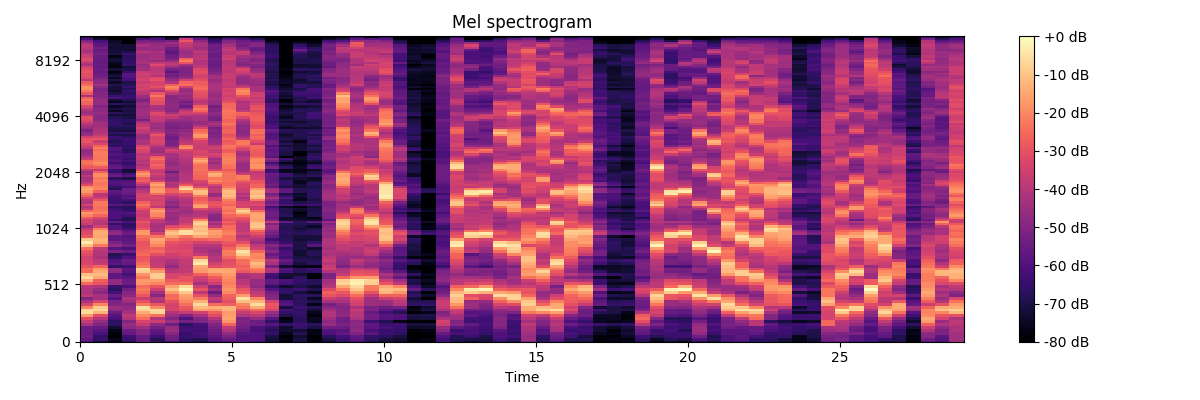 Mel spectrogram
8192
4096
2048
1024
512
0
Hz
0 5 10 15 20 25
Time
+0 dB
-10 dB
-20 dB
-30 dB
-40 dB
-50 dB
-60 dB
-70 dB
-80 dB